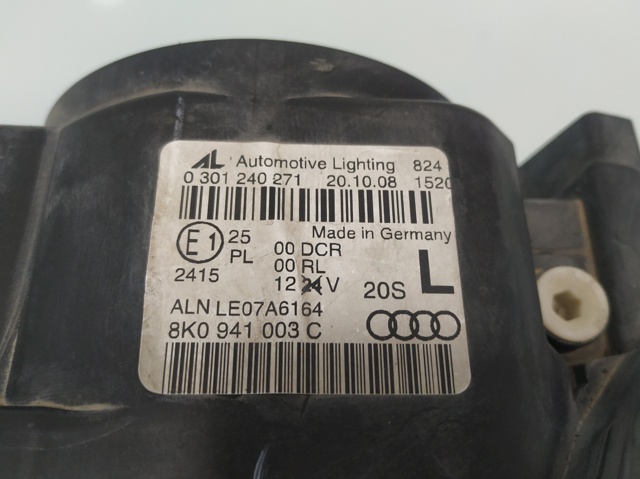 AL Automotive Lighting 824
0 301 240 271 20.10.08 1520
E1 25 00 DCR Made in Germany
PL 00 RL
2415 12 24 V 20S L
ALN LE07A6164
8K0 941 003 C